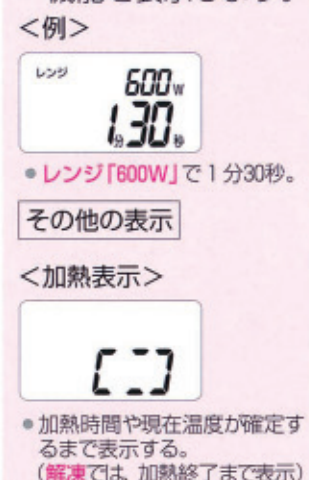 <例>
レンジ
600W
1分30秒
●レンジ「600W」で1分30秒。
その他の表示
<加熱表示>
●加熱時間や現在温度が確定す
るまで表示する。
(解凍では、加熱終了まで表示)